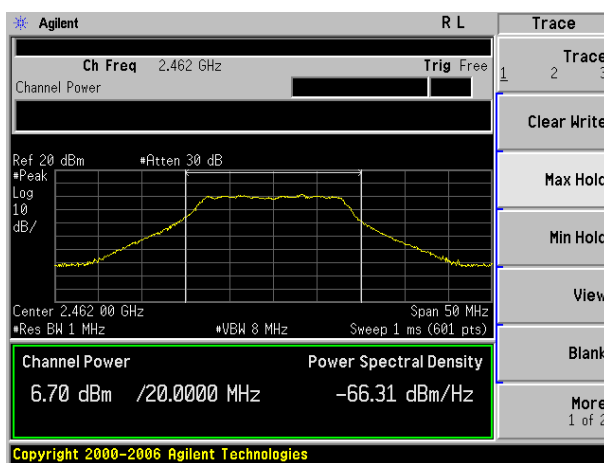 Agilent R L Trace
Ch Freq 2.462 GHz Trig Free
Channel Power
Trace
1 2 3
Clear Write
Max Hold
Min Hold
View
Blank
More
1 of 2
Ref 20 dBm #Atten 30 dB
#Peak
Log
10
dB/
Center 2.462 00 GHz Span 50 MHz
#Res BW 1 MHz #VBW 8 MHz Sweep 1 ms (601 pts)
Channel Power Power Spectral Density
6.70 dBm /20.0000 MHz -66.31 dBm/Hz
Copyright 2000-2006 Agilent Technologies